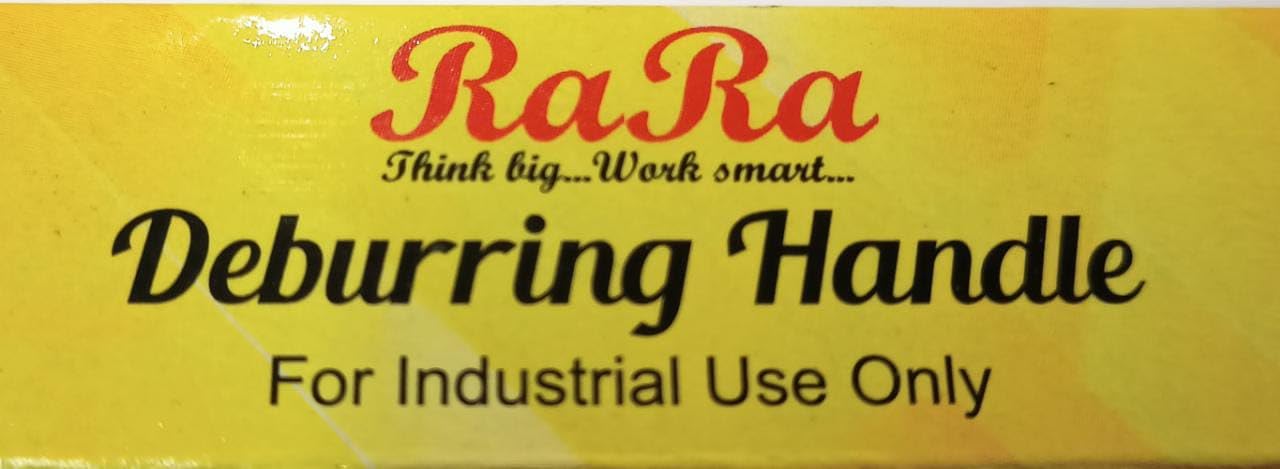 RaRa
Think big...Work smart...
Deburring Handle
For Industrial Use Only